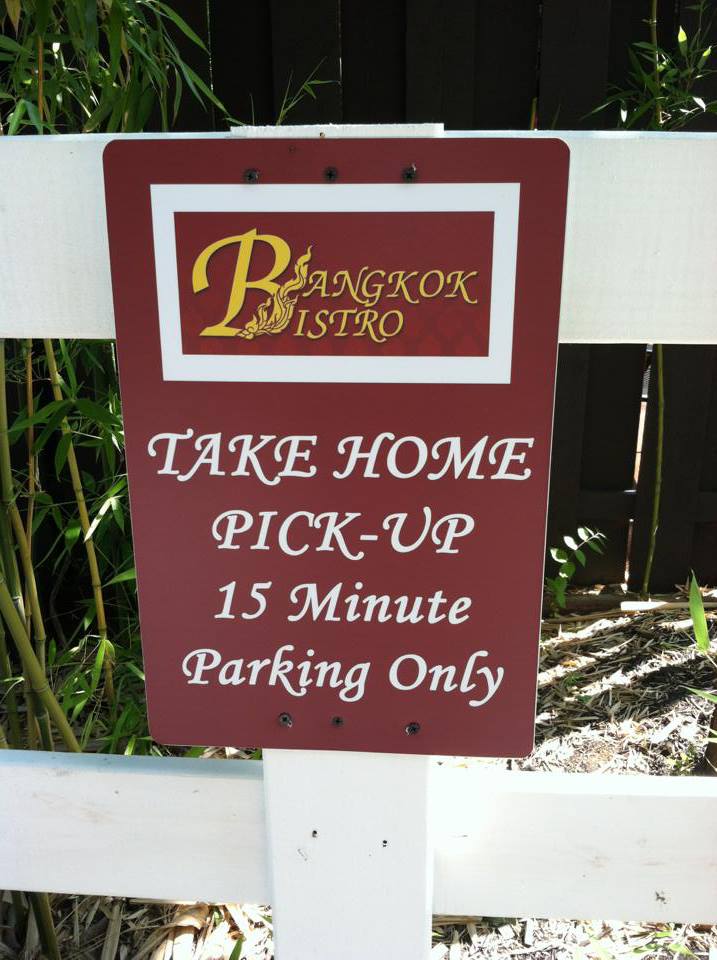 BANGKOK
BISTRO
TAKE HOME
PICK-UP
15 Minute
Parking Only